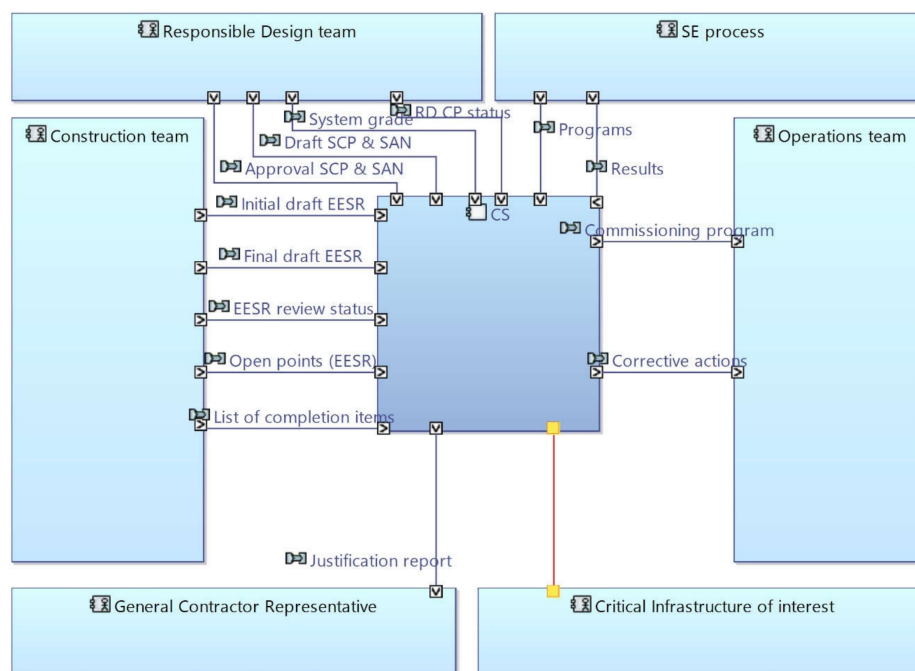 Responsible Design team
SE process
System grade
RD CP status
Construction team
Draft SCP & SAN
Programs
Operations team
Approval SCP & SAN
Results
Initial draft EESR
CS
Commissioning program
Final draft EESR
EESR review status
Open points (EESR)
Corrective actions
List of completion items
Justification report
General Contractor Representative
Critical Infrastructure of interest